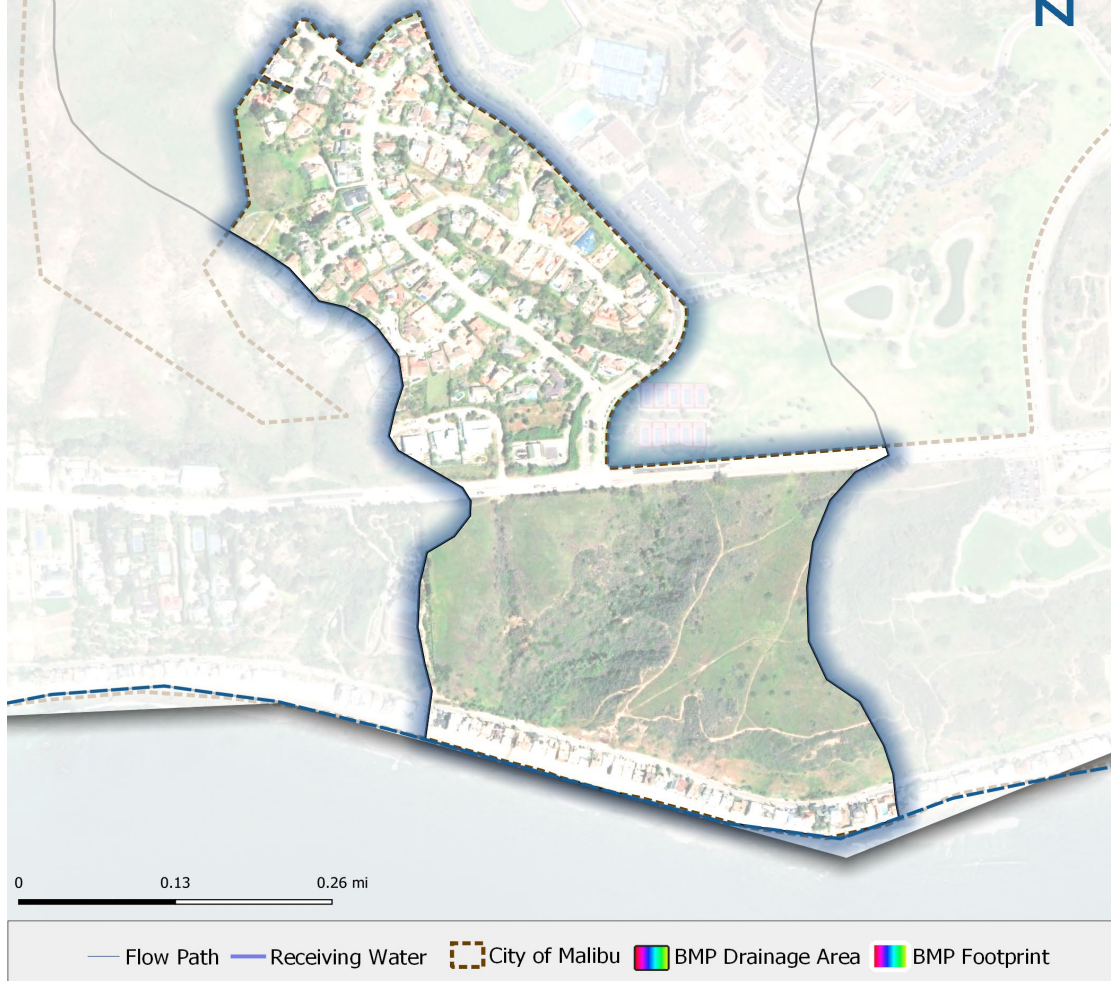 N
0 0.13 0.26 mi
Flow Path Receiving Water City of Malibu BMP Drainage Area BMP Footprint